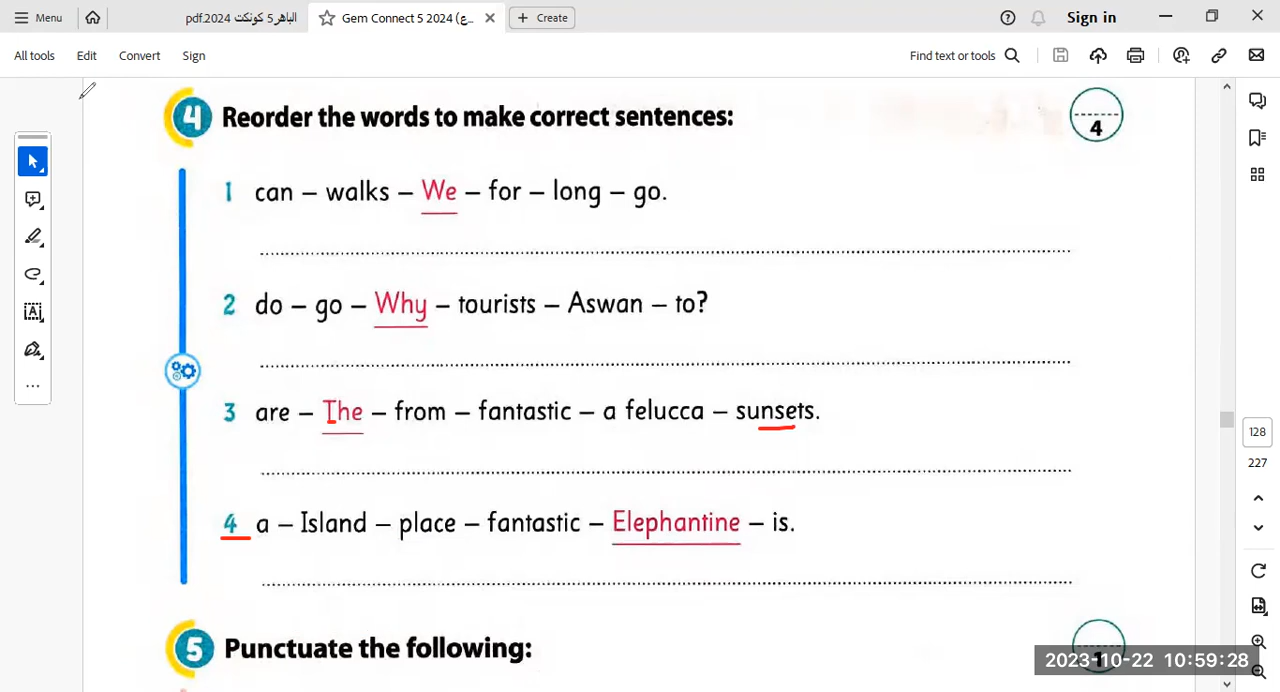 Menu
الباهر5 كونكت 2024.pdf
Gem Connect 5 2024 (ع...
Create
Sign in
All tools
Edit
Convert
Sign
Find text or tools
4 Reorder the words to make correct sentences:
4
1 can – walks – We – for – long – go.
2 do – go – Why – tourists – Aswan – to?
3 are – The – from – fantastic – a felucca – sunsets.
4 a – Island – place – fantastic – Elephantine – is.
5 Punctuate the following:
1
128
227
2023-10-22 10:59:28